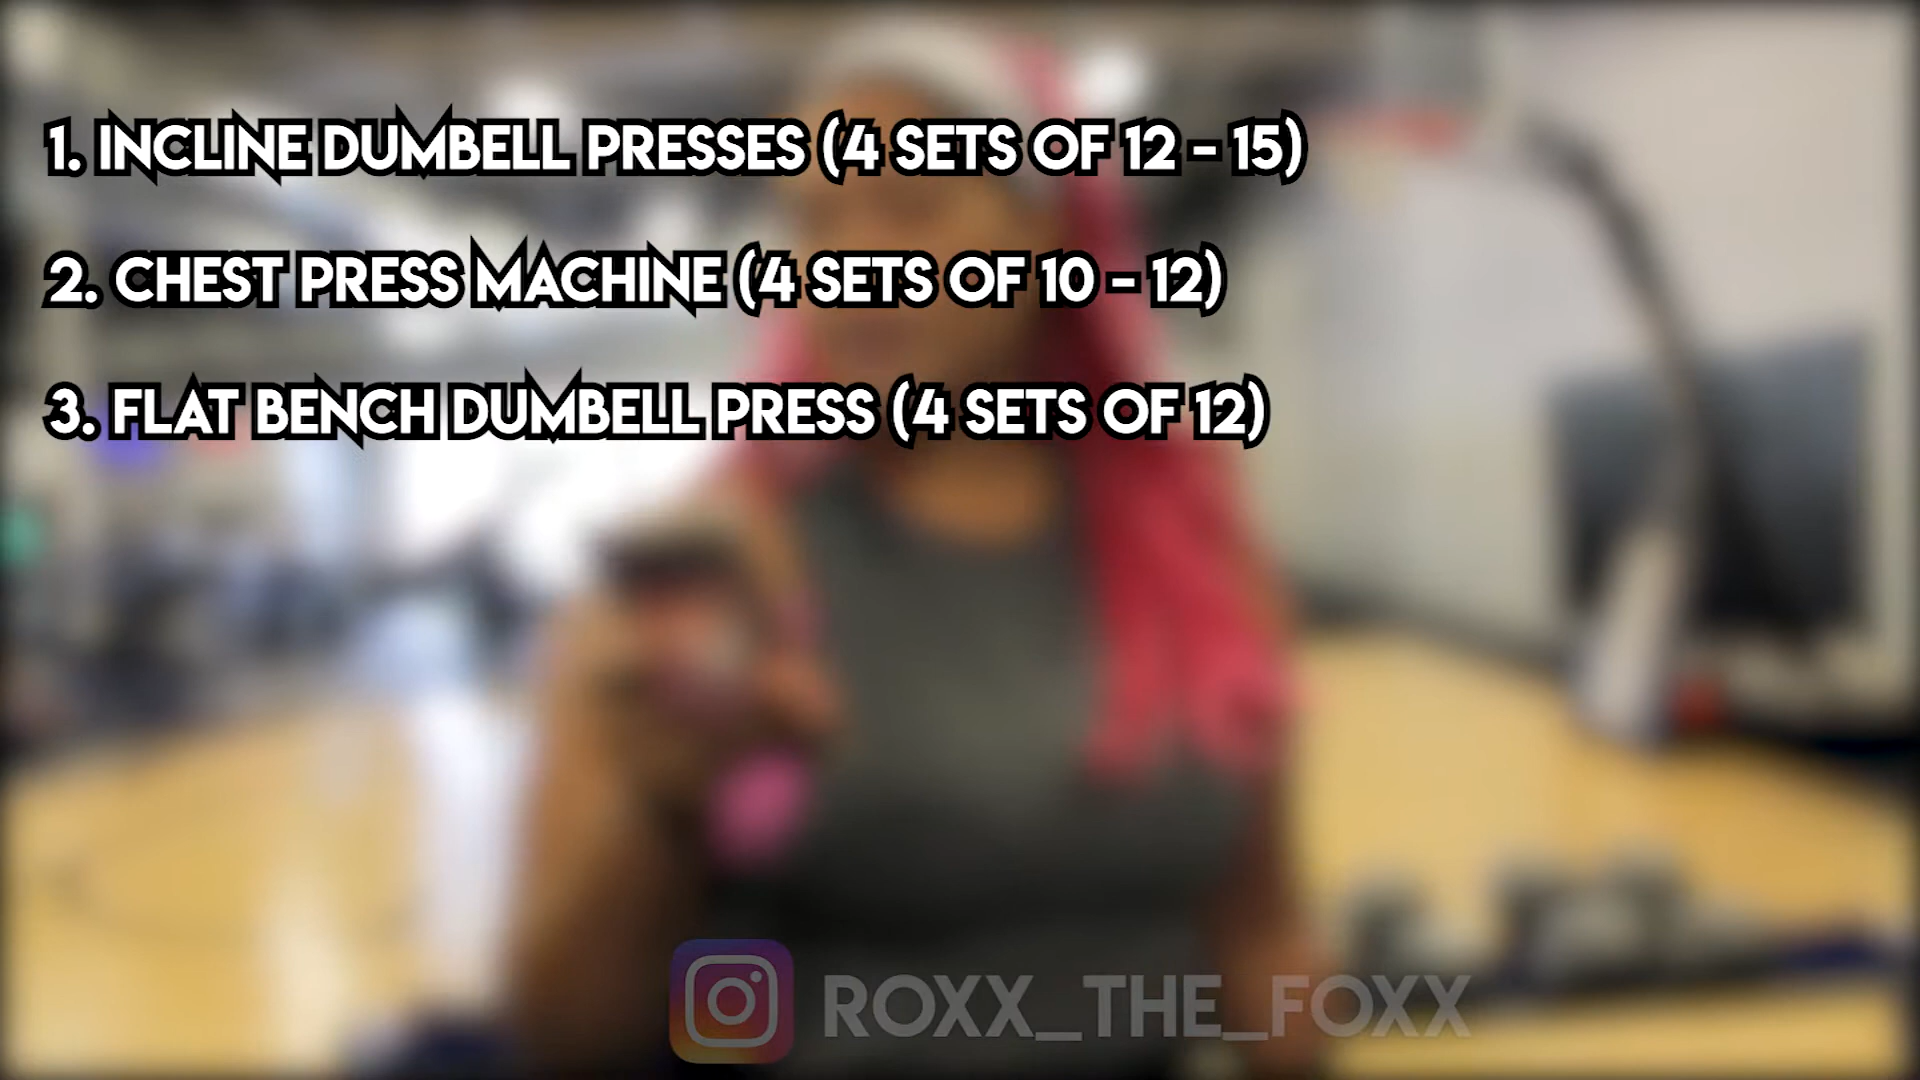 1. INCLINE DUMBELL PRESSES (4 SETS OF 12 - 15)
2. CHEST PRESS MACHINE (4 SETS OF 10 - 12)
3. FLAT BENCH DUMBELL PRESS (4 SETS OF 12)
ROXX_THE_FOXX